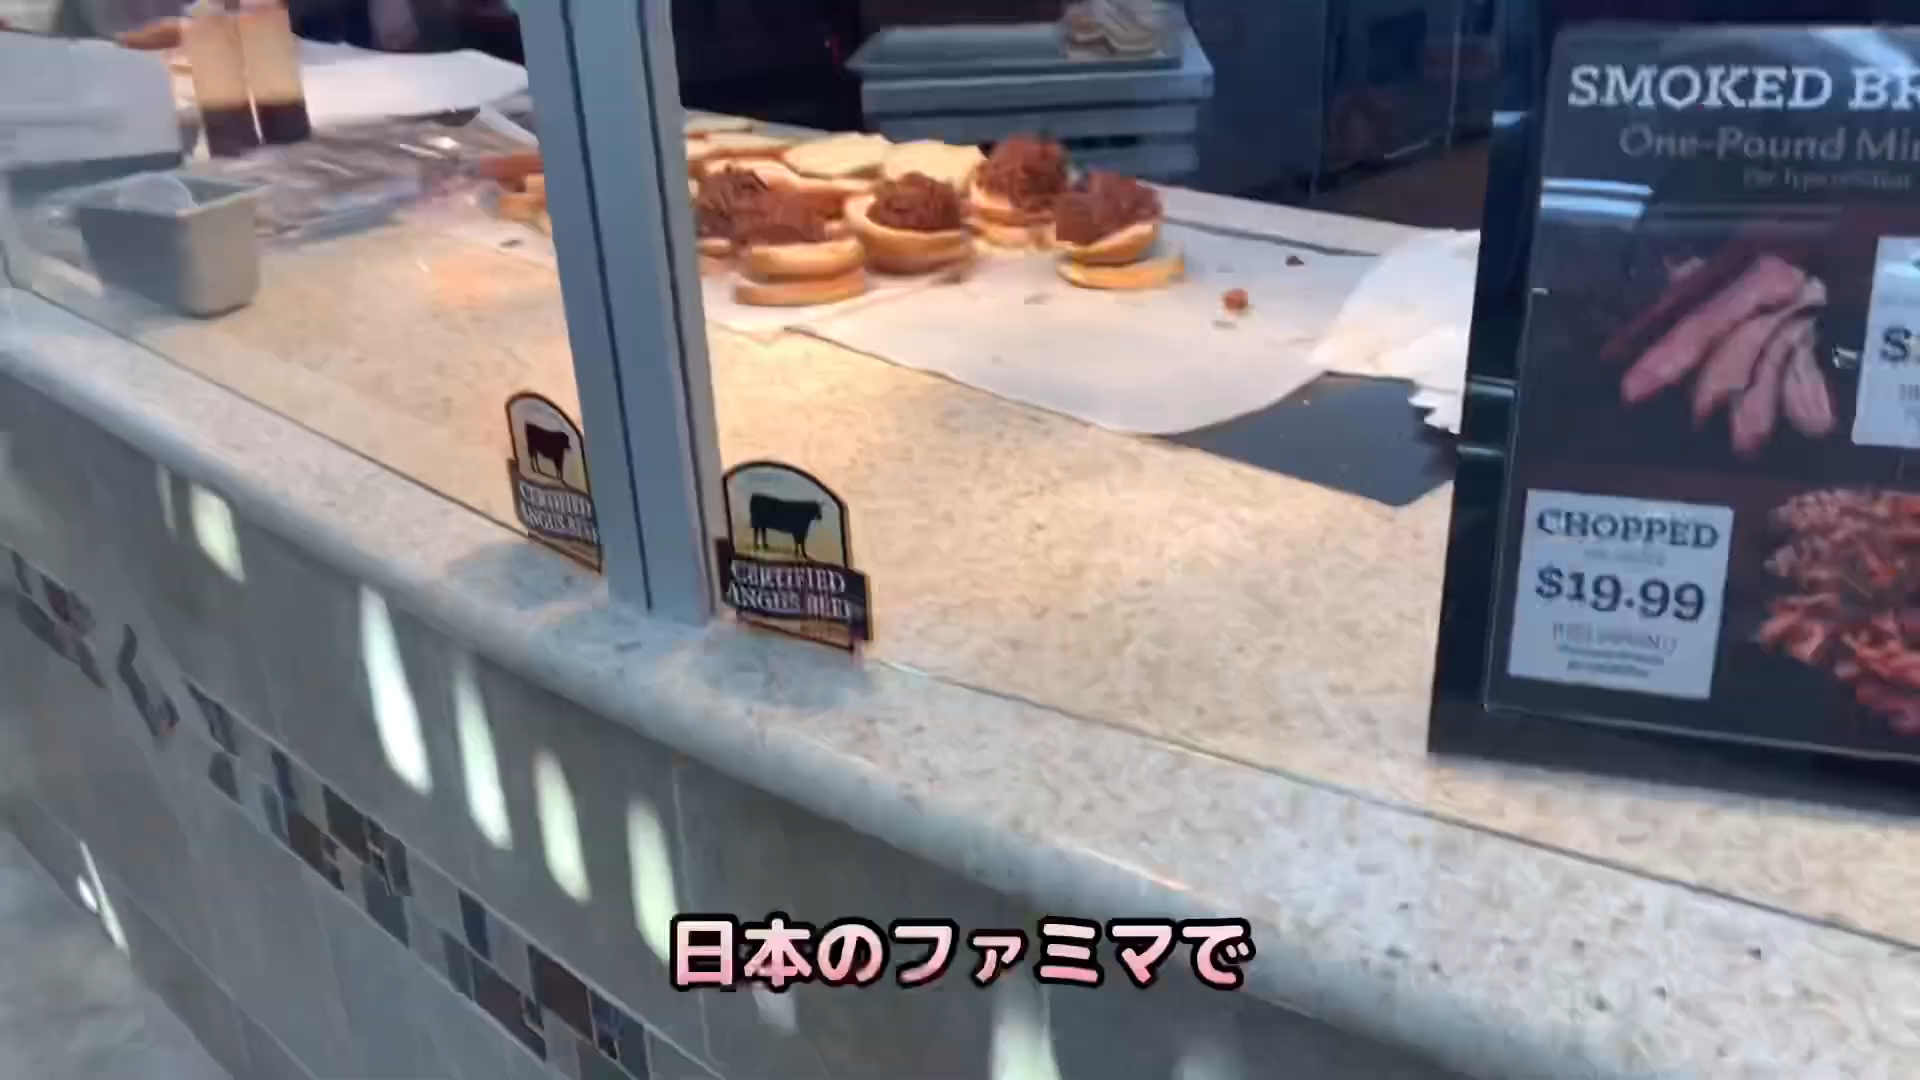 SMOKED BR
One-Pound Min
CERTIFIED
ANGUS BEEF
CERTIFIED
ANGUS BEEF
CHOPPED
$19.99
日本のファミマで